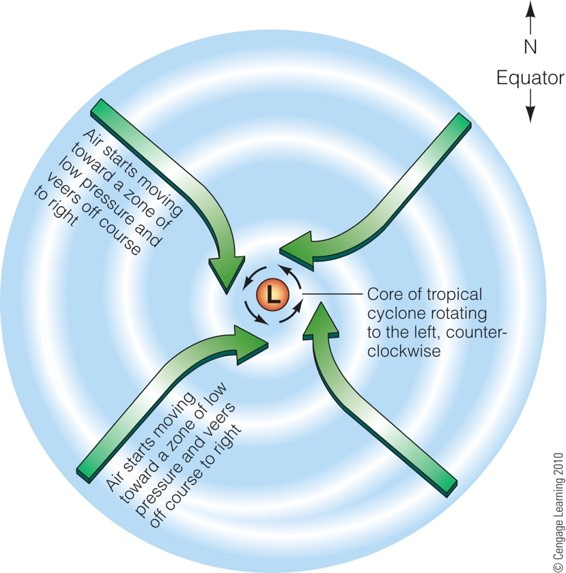 N
Equator
Air starts moving
toward a zone of
low pressure and
veers off course
to right
L
Core of tropical
cyclone rotating
to the left, counter-
clockwise
Air starts moving
toward a zone of low
pressure and veers
off course to right
© Cengage Learning 2010